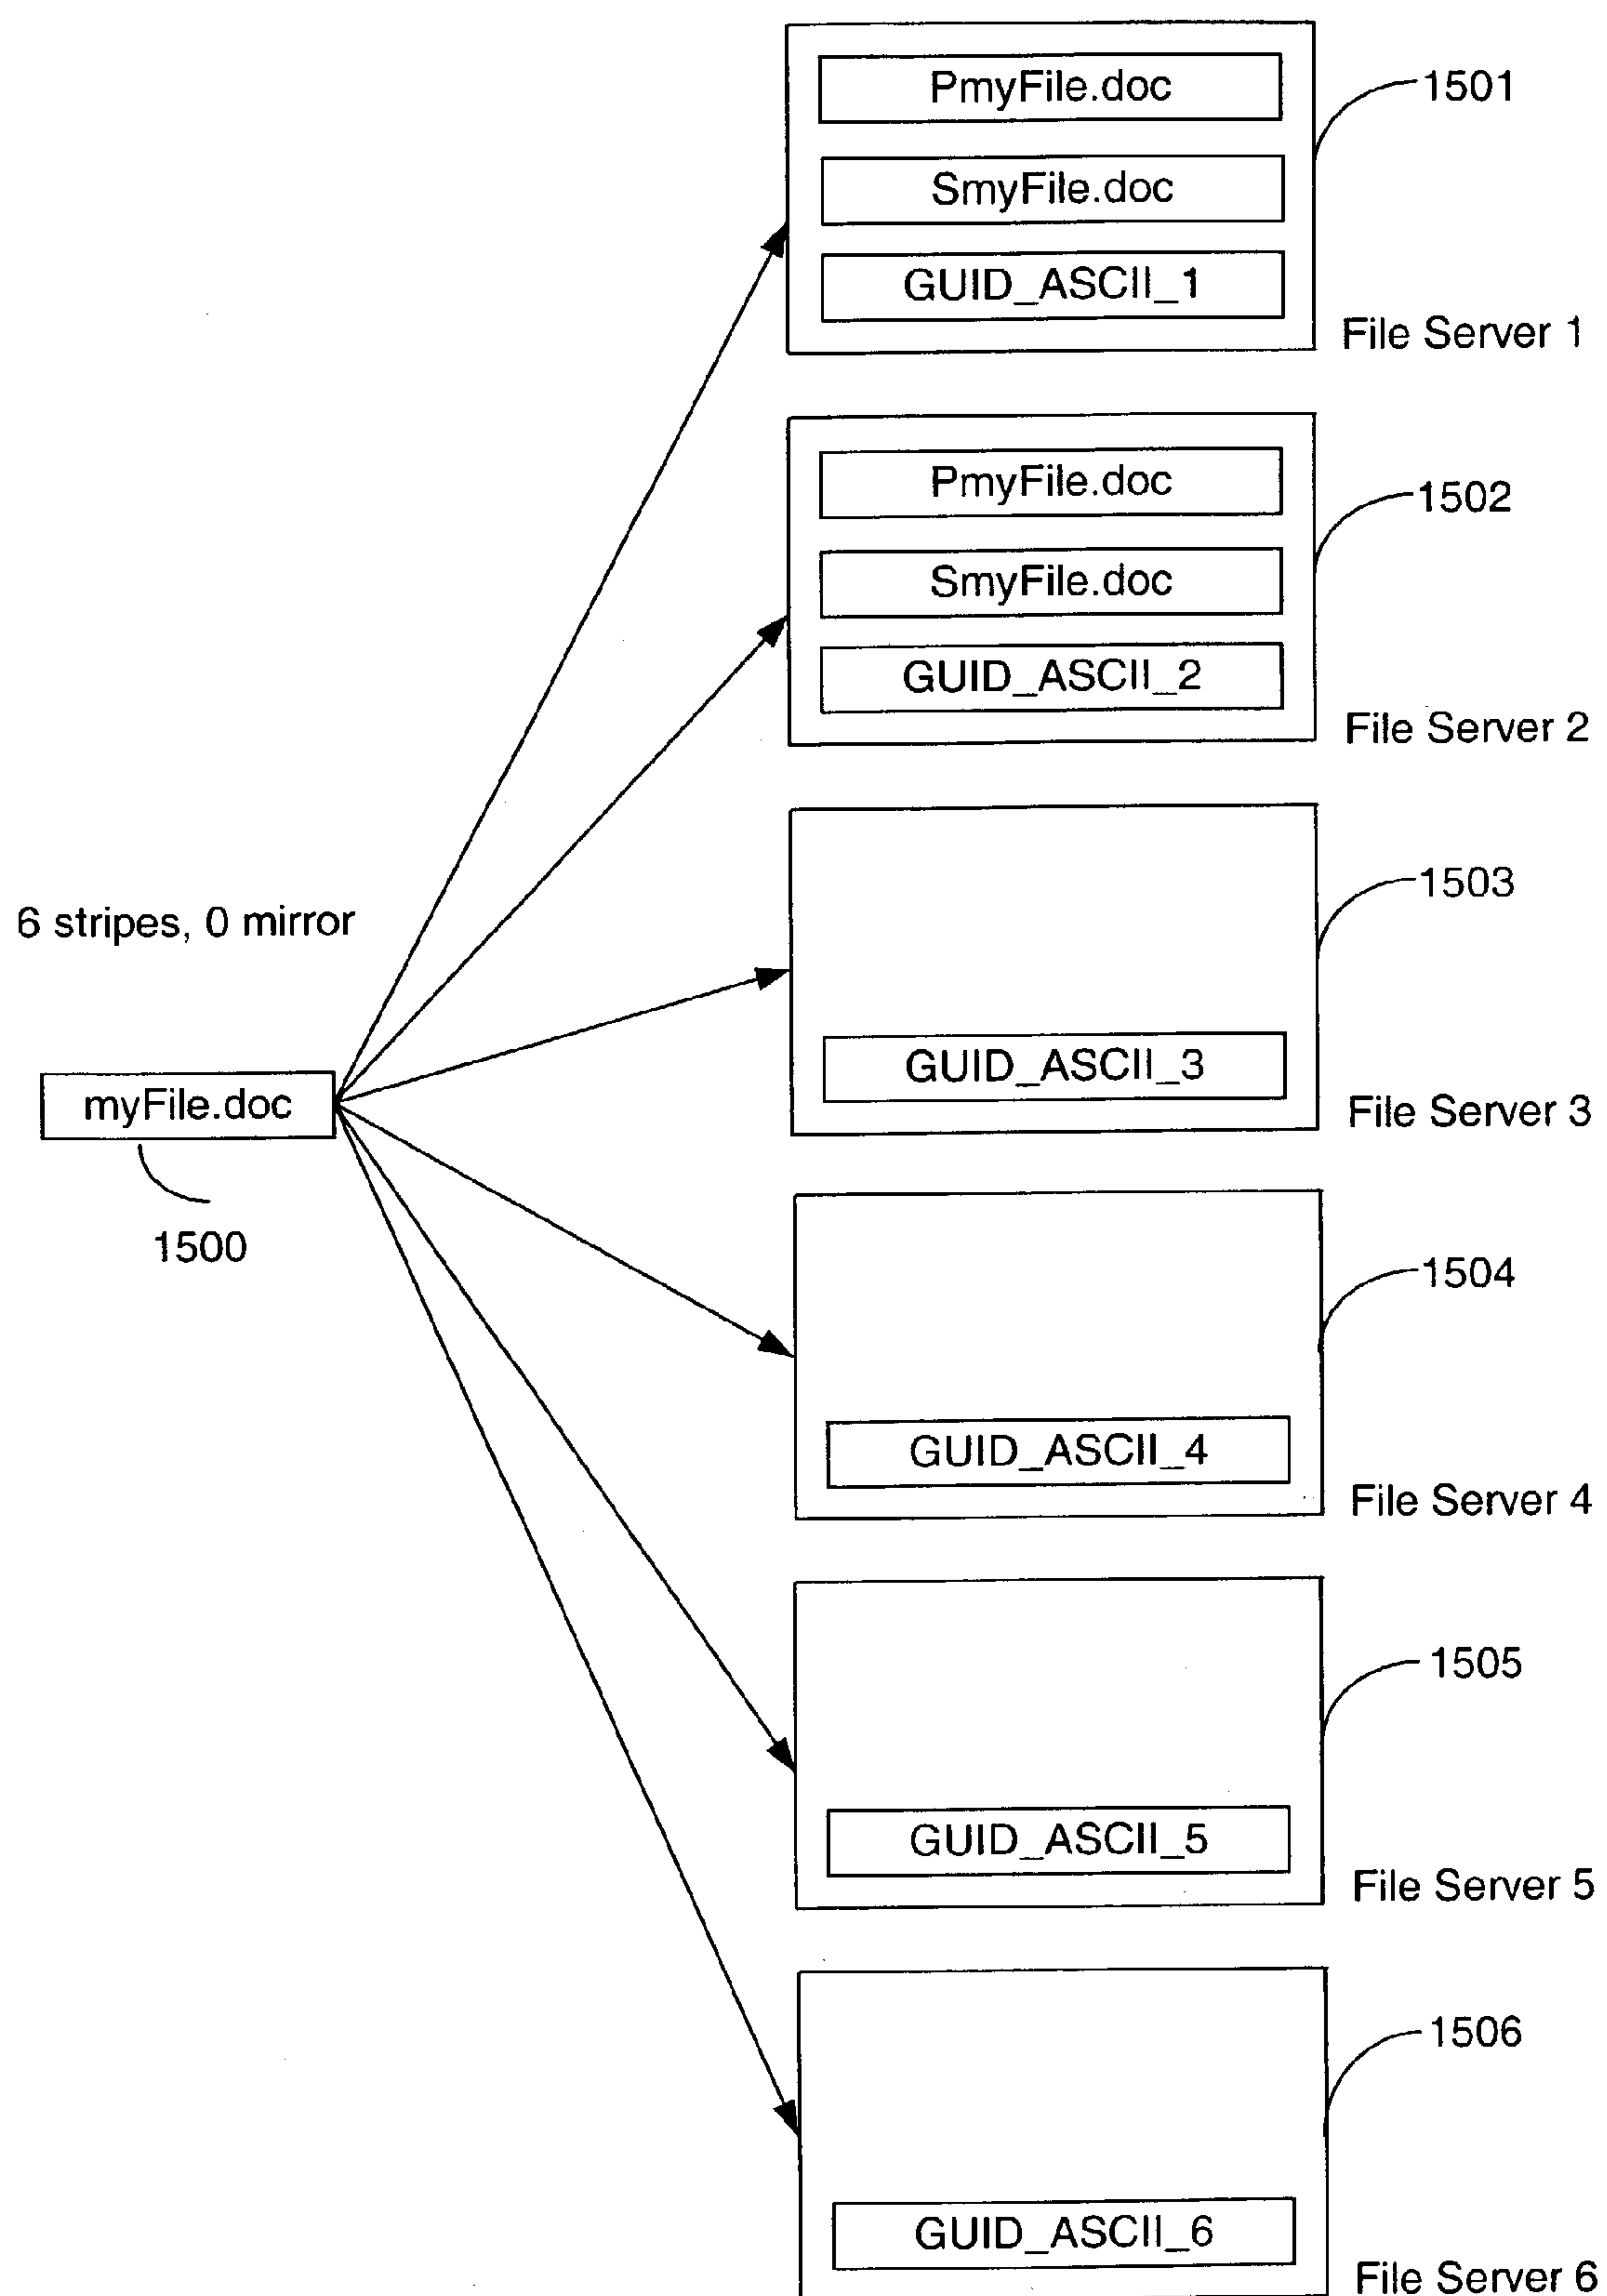 PmyFile.doc
1501
SmyFile.doc
GUID_ASCII_1
File Server 1
PmyFile.doc
1502
SmyFile.doc
GUID_ASCII_2
File Server 2
1503
6 stripes, 0 mirror
GUID_ASCII_3
myFile.doc
File Server 3
1500
1504
GUID_ASCII_4
File Server 4
1505
GUID_ASCII_5
File Server 5
1506
GUID_ASCII_6
File Server 6